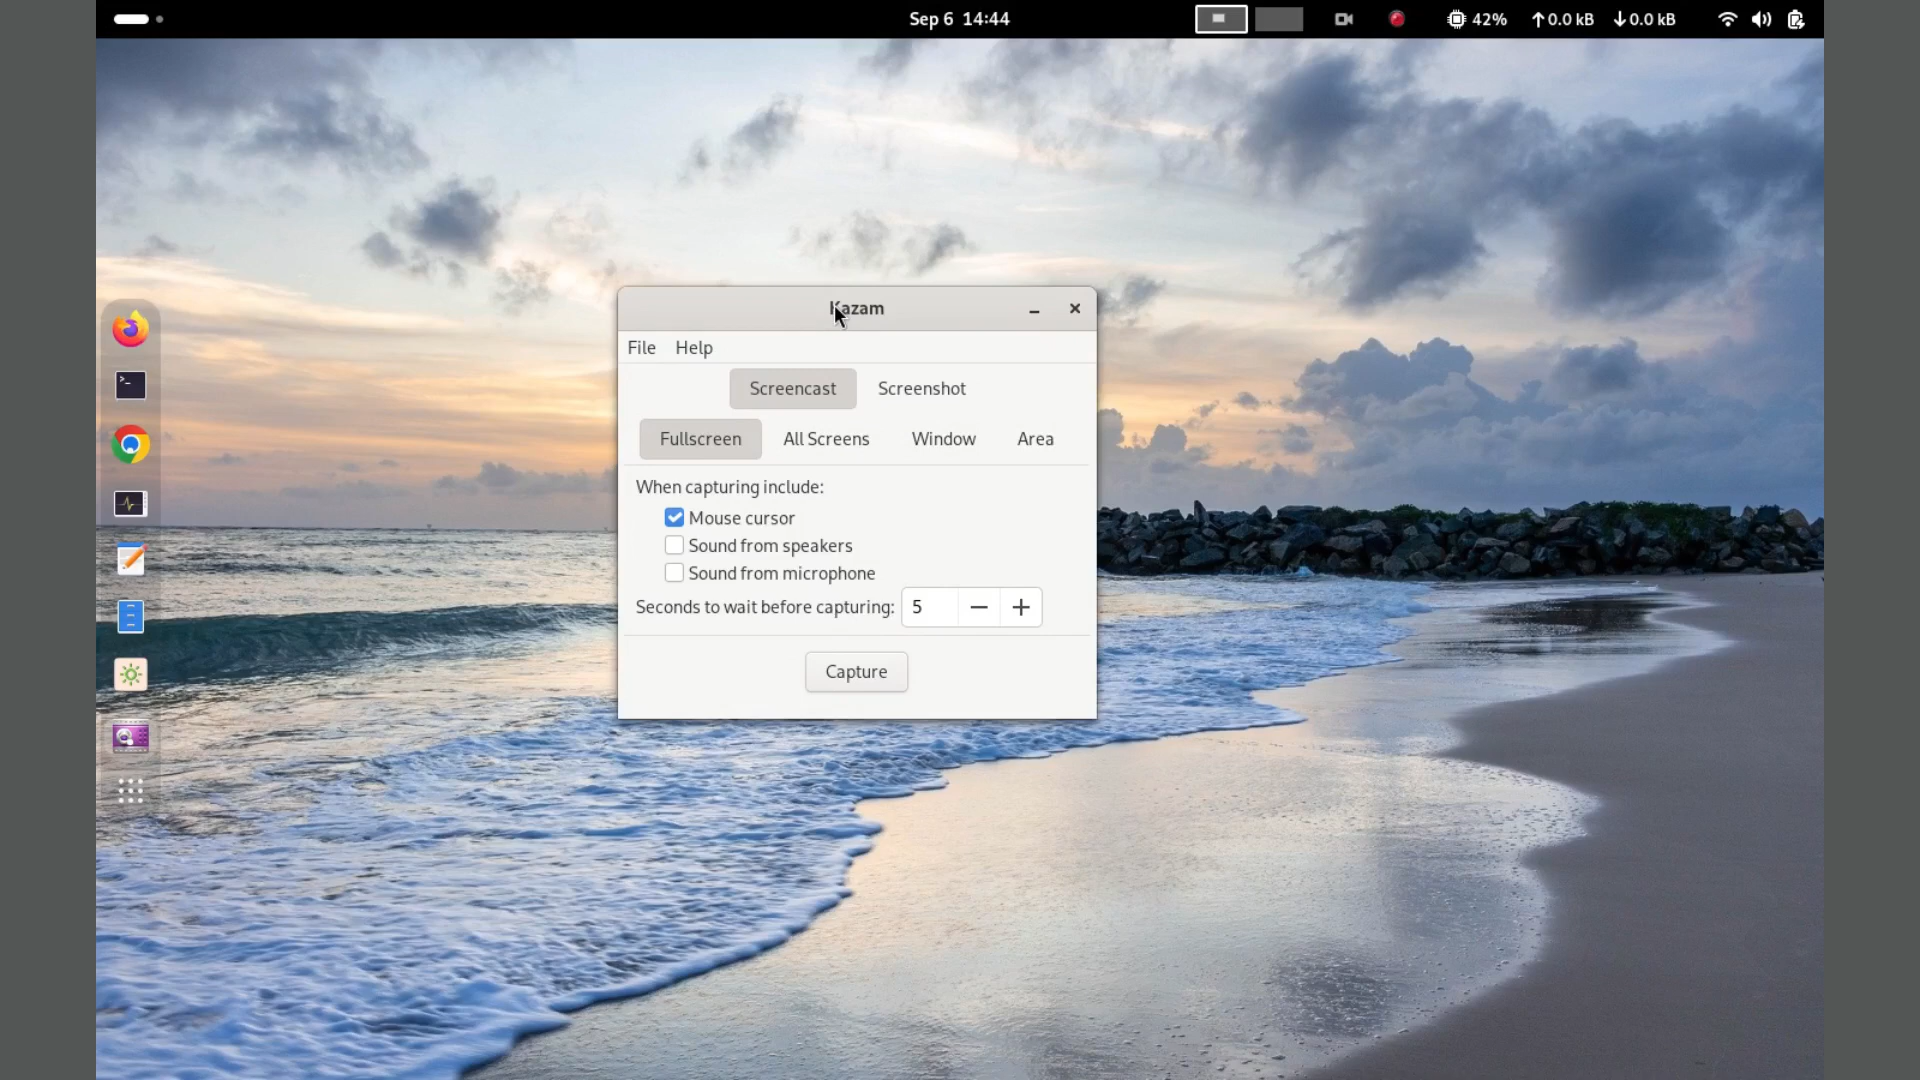 Sep 6 14:44
42%
0.0 kB
0.0 kB
Kazam
File Help
Screencast Screenshot
Fullscreen All Screens Window Area
When capturing include:
Mouse cursor
Sound from speakers
Sound from microphone
Seconds to wait before capturing: 5
Capture